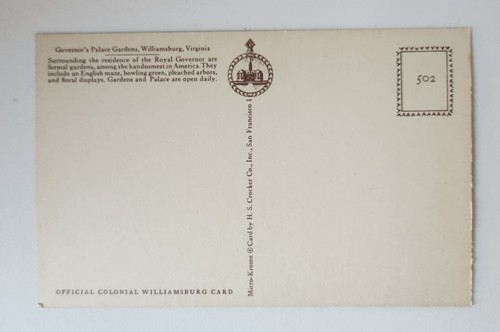 Governor's Palace Gardens, Williamsburg, Virginia
Surrounding the residence of the Royal Governor are
formal gardens, among the handsomest in America. They
include an English maze, bowling green, pleached arbors,
and floral displays. Gardens and Palace are open daily.
502
Micro-Krome ® Card by H. S. Crocker Co., Inc., San Francisco 1
OFFICIAL COLONIAL WILLIAMSBURG CARD